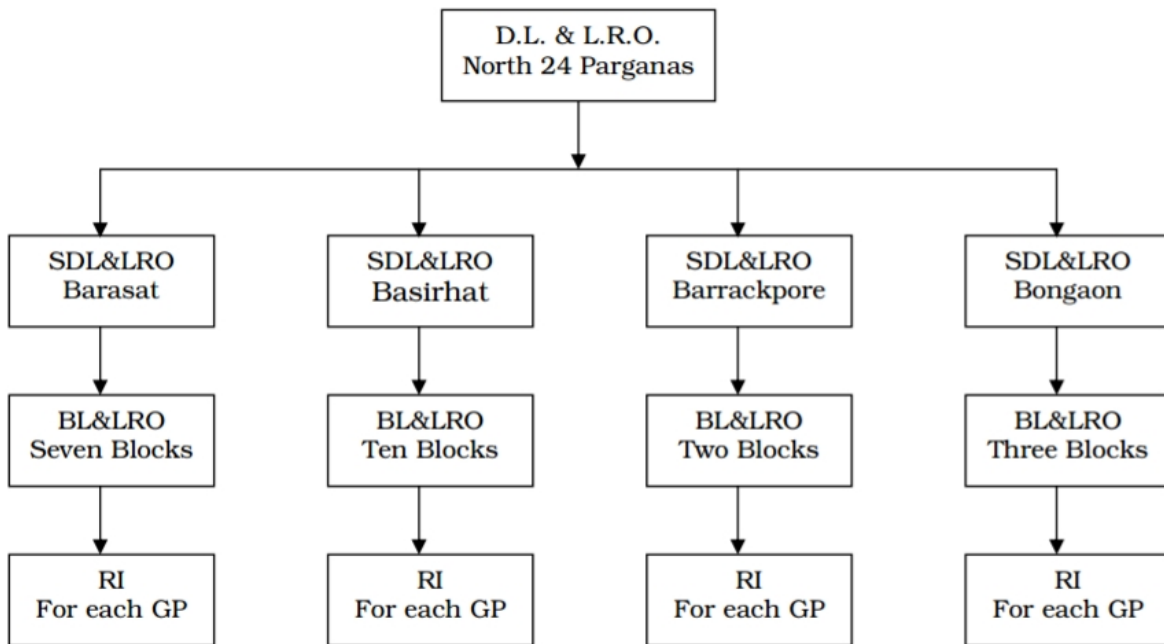 D.L. & L.R.O.
North 24 Parganas
SDL&LRO
Barasat
SDL&LRO
Basirhat
SDL&LRO
Barrackpore
SDL&LRO
Bongaon
BL&LRO
Seven Blocks
BL&LRO
Ten Blocks
BL&LRO
Two Blocks
BL&LRO
Three Blocks
RI
For each GP
RI
For each GP
RI
For each GP
RI
For each GP